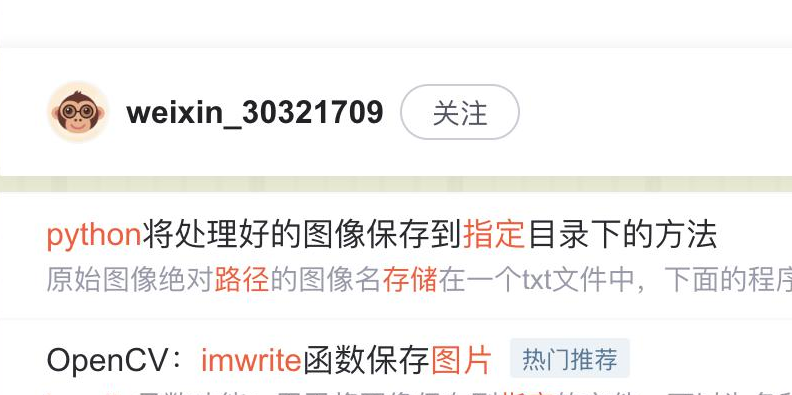 weixin_30321709 关注
python将处理好的图像保存到指定目录下的方法
原始图像绝对路径的图像名存储在一个txt文件中，下面的程序
OpenCV：imwrite函数保存图片 热门推荐